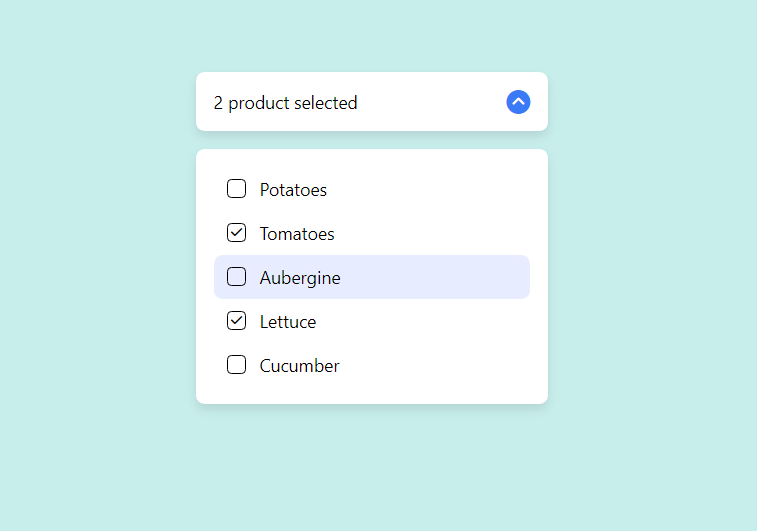 2 product selected
Potatoes
Tomatoes
Aubergine
Lettuce
Cucumber